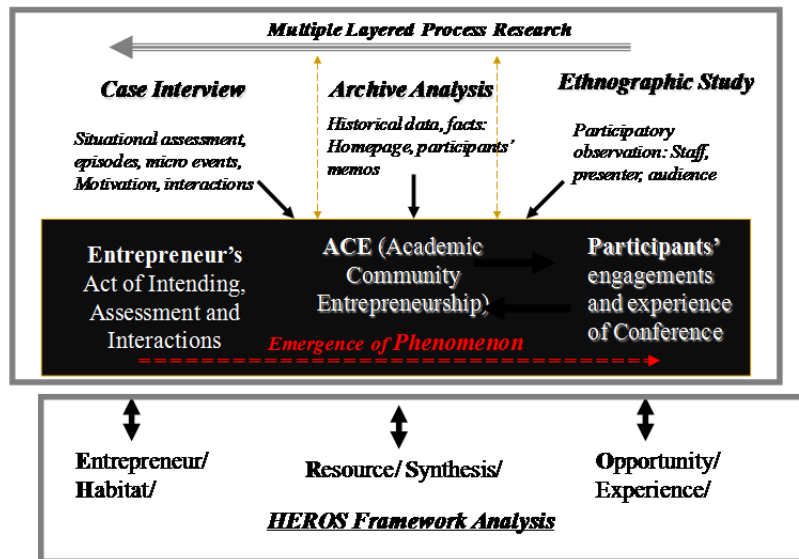 Multiple Layered Process Research
Case Interview
Situational assessment,
episodes, micro events,
Motivation, interactions
Archive Analysis
Historical data, facts:
Homepage, participants’
memos
Ethnographic Study
Participatory
observation: Staff,
presenter, audience
Entrepreneur’s
Act of Intending,
Assessment and
Interactions
ACE (Academic
Community
Entrepreneurship)
Participants’
engagements
and experience
of Conference
Emergence of Phenomenon
Entrepreneur/
Habitat/
Resource/ Synthesis/
Opportunity/
Experience/
HEROS Framework Analysis